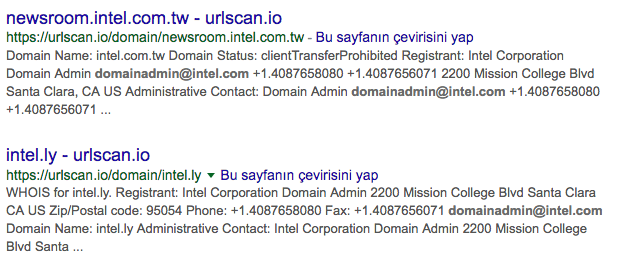 newsroom.intel.com.tw - urlscan.io
https://urlscan.io/domain/newsroom.intel.com.tw - Bu sayfanın çevirisini yap
Domain Name: intel.com.tw Domain Status: clientTransferProhibited Registrant: Intel Corporation
Domain Admin domainadmin@intel.com +1.4087658080 +1.4087656071 2200 Mission College Blvd
Santa Clara, CA US Administrative Contact: Domain Admin domainadmin@intel.com +1.4087658080
+1.4087656071 ...
intel.ly - urlscan.io
https://urlscan.io/domain/intel.ly ▼ Bu sayfanın çevirisini yap
WHOIS for intel.ly. Registrant: Intel Corporation Domain Admin 2200 Mission College Blvd Santa Clara
CA US Zip/Postal code: 95054 Phone: +1.4087658080 Fax: +1.4087656071 domainadmin@intel.com
Domain Name: intel.ly Administrative Contact: Intel Corporation Domain Admin 2200 Mission College
Blvd Santa ...